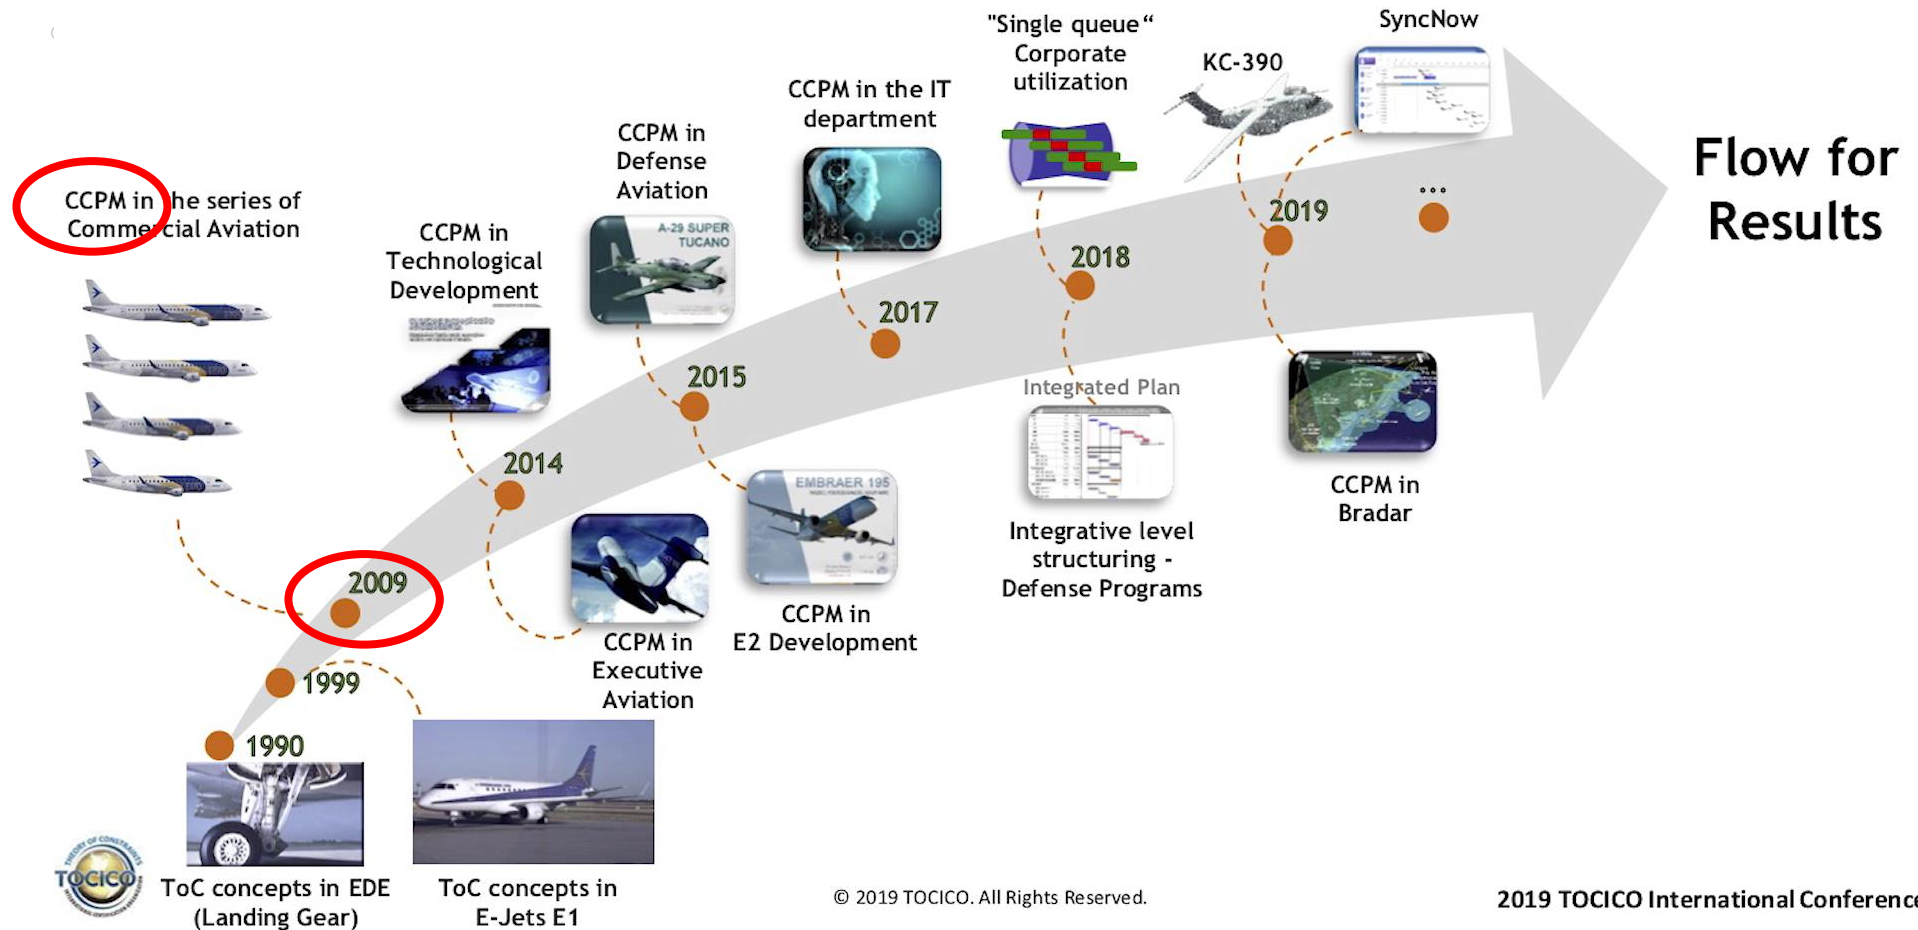 "Single queue“
Corporate
utilization
SyncNow
KC-390
CCPM in the IT
department
CCPM in
Defense
Aviation
A-29 SUPER
TUCANO
CCPM in the series of
Commercial Aviation
CCPM in
Technological
Development
Flow for
Results
...
2019
2018
2017
2015
2014
2009
1999
1990
Integrated Plan
Integrative level
structuring -
Defense Programs
CCPM in
Bradar
EMBRAER 195
CCPM in
E2 Development
CCPM in
Executive
Aviation
THEORY OF CONSTRAINTS
TOCICO
ToC concepts in EDE
(Landing Gear)
ToC concepts in
E-Jets E1
© 2019 TOCICO. All Rights Reserved.
2019 TOCICO International Conference